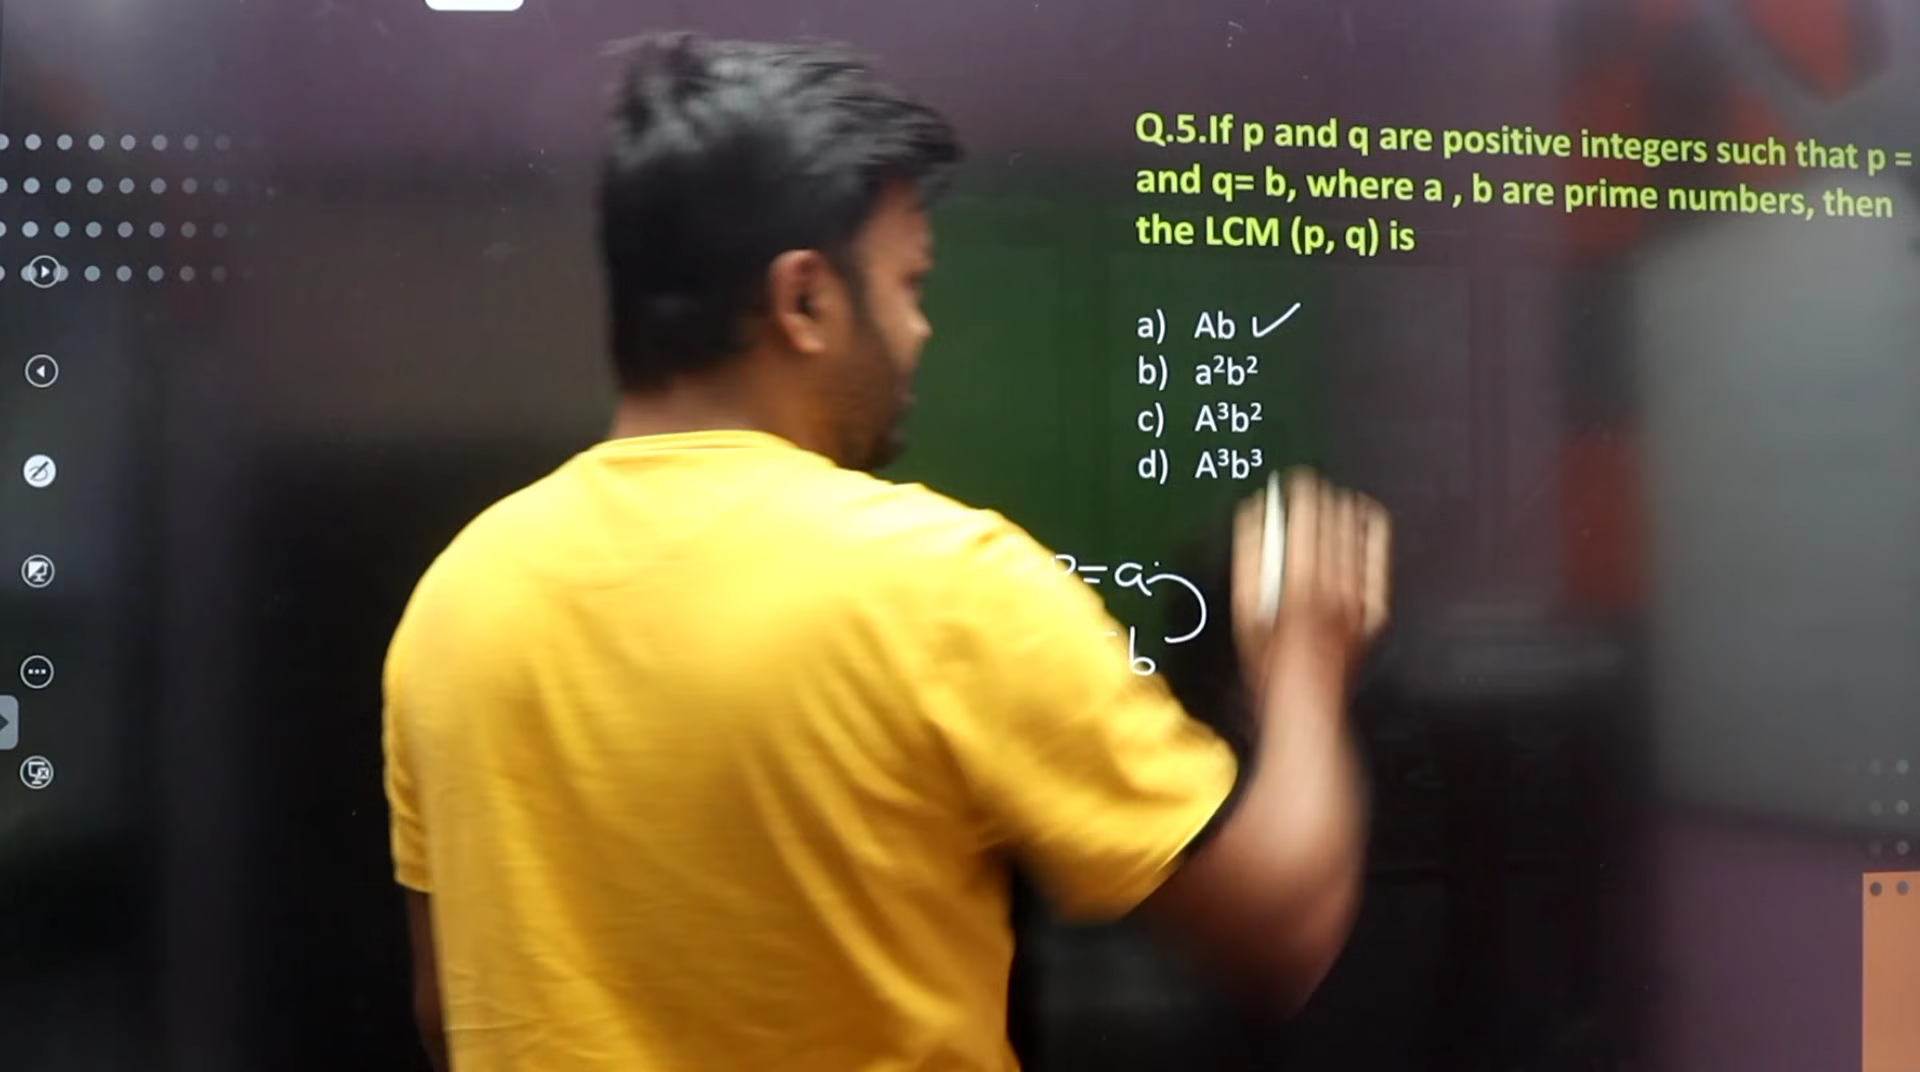 Q.5.If p and q are positive integers such that p =
and q= b, where a , b are prime numbers, then
the LCM (p, q) is
a) Ab ✓
b) a²b²
c) A³b²
d) A³b³
= a
b